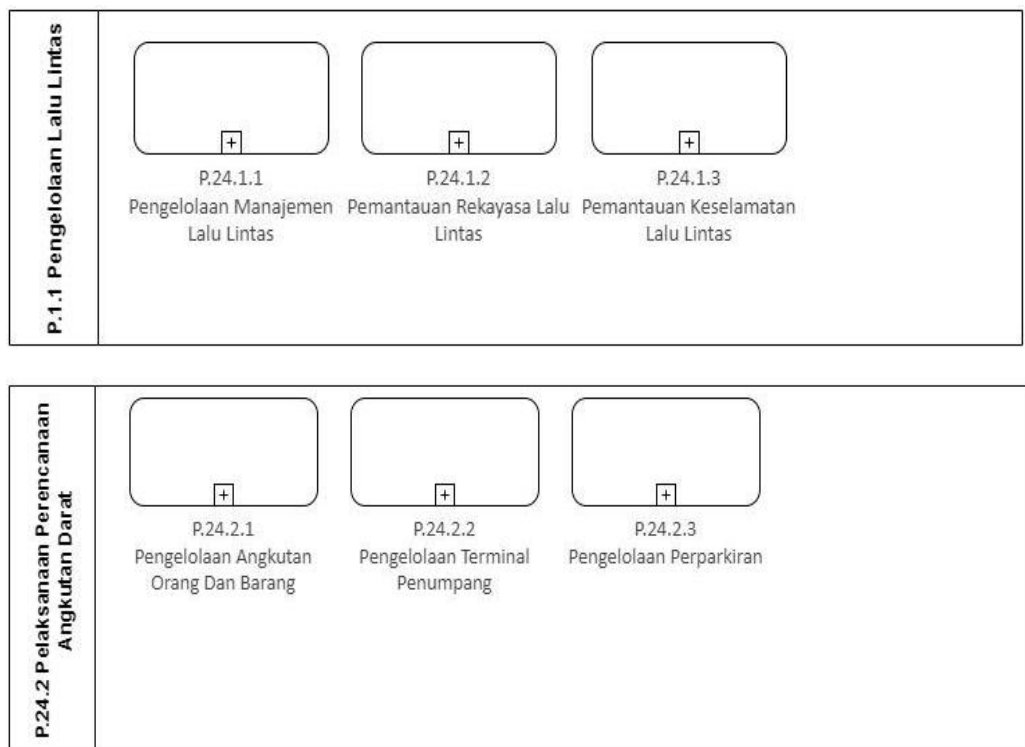 P.1.1 Pengelolaan Lalu Lintas
+
+
+
P.24.1.1
Pengelolaan Manajemen
Lalu Lintas
P.24.1.2
Pemantauan Rekayasa Lalu
Lintas
P.24.1.3
Pemantauan Keselamatan
Lalu Lintas
P.24.2 Pelaksanaan Perencanaan
Angkutan Darat
+
+
+
P.24.2.1
Pengelolaan Angkutan
Orang Dan Barang
P.24.2.2
Pengelolaan Terminal
Penumpang
P.24.2.3
Pengelolaan Perparkiran